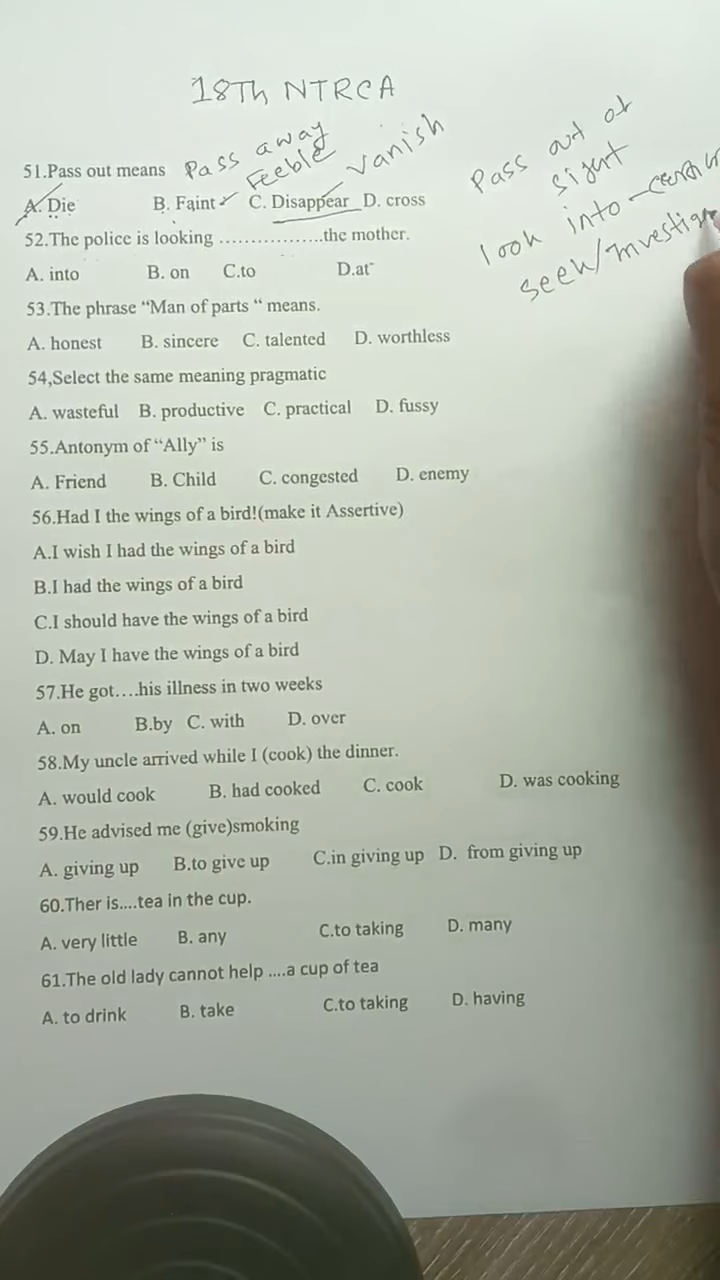 18Th NTRCA
51.Pass out means Pass away
Feeble Vanish
A. Die B. Faint C. Disappear D. cross
Pass out of
sight
look into
seek/Investig
52.The police is looking ……………..the mother.
A. into B. on C.to D.at
53.The phrase “Man of parts “ means.
A. honest B. sincere C. talented D. worthless
54,Select the same meaning pragmatic
A. wasteful B. productive C. practical D. fussy
55.Antonym of “Ally” is
A. Friend B. Child C. congested D. enemy
56.Had I the wings of a bird!(make it Assertive)
A.I wish I had the wings of a bird
B.I had the wings of a bird
C.I should have the wings of a bird
D. May I have the wings of a bird
57.He got….his illness in two weeks
A. on B.by C. with D. over
58.My uncle arrived while I (cook) the dinner.
A. would cook B. had cooked C. cook D. was cooking
59.He advised me (give)smoking
A. giving up B.to give up C.in giving up D. from giving up
60.Ther is....tea in the cup.
A. very little B. any C.to taking D. many
61.The old lady cannot help ....a cup of tea
A. to drink B. take C.to taking D. having